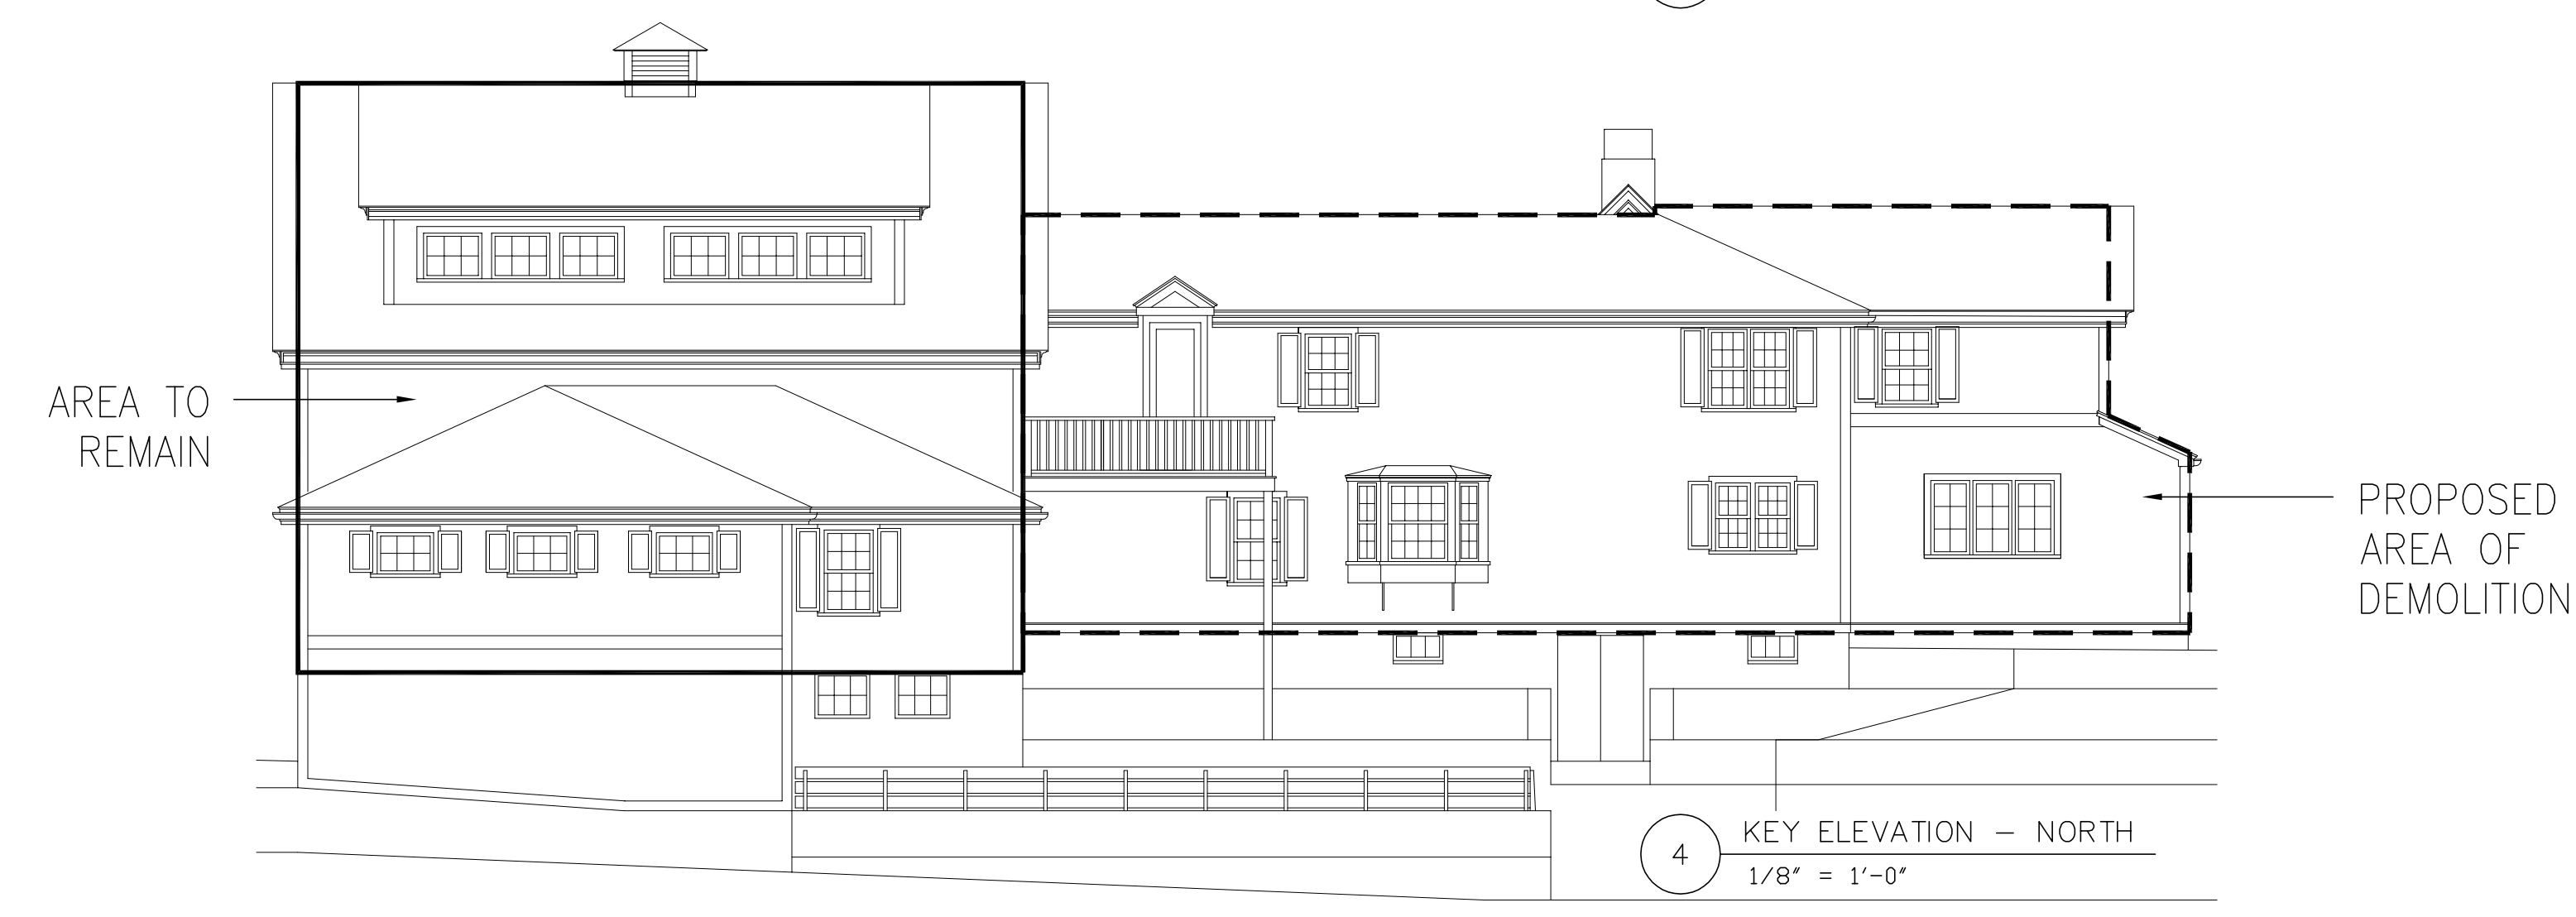 AREA TO
REMAIN
PROPOSED
AREA OF
DEMOLITION
4
KEY ELEVATION – NORTH
1/8" = 1'-0"